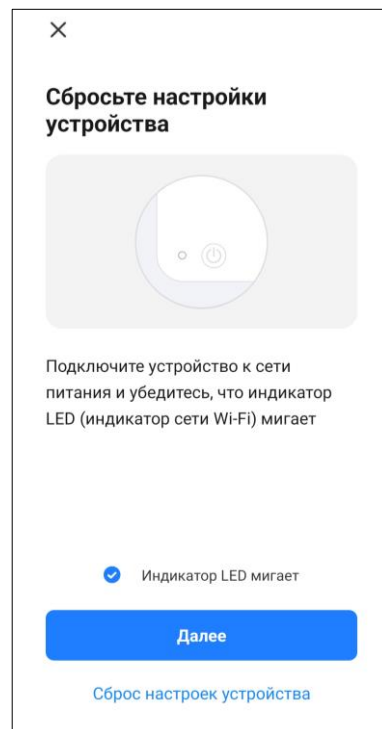 Сбросьте настройки
устройства
Подключите устройство к сети
питания и убедитесь, что индикатор
LED (индикатор сети Wi-Fi) мигает
Индикатор LED мигает
Далее
Сброс настроек устройства